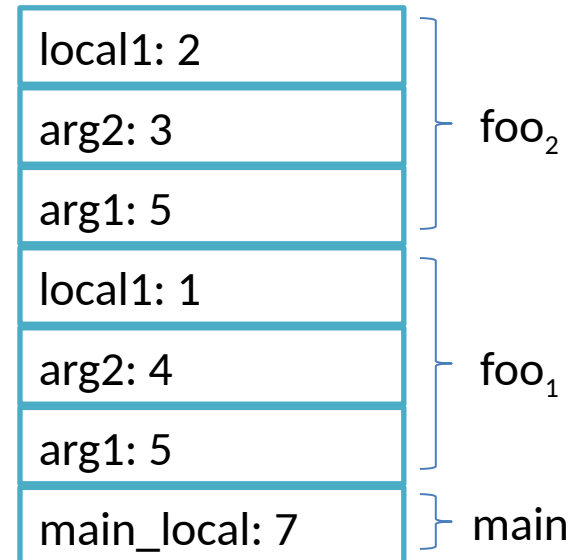 local1: 2
arg2: 3
foo₂
arg1: 5
local1: 1
arg2: 4
foo₁
arg1: 5
main_local: 7
main